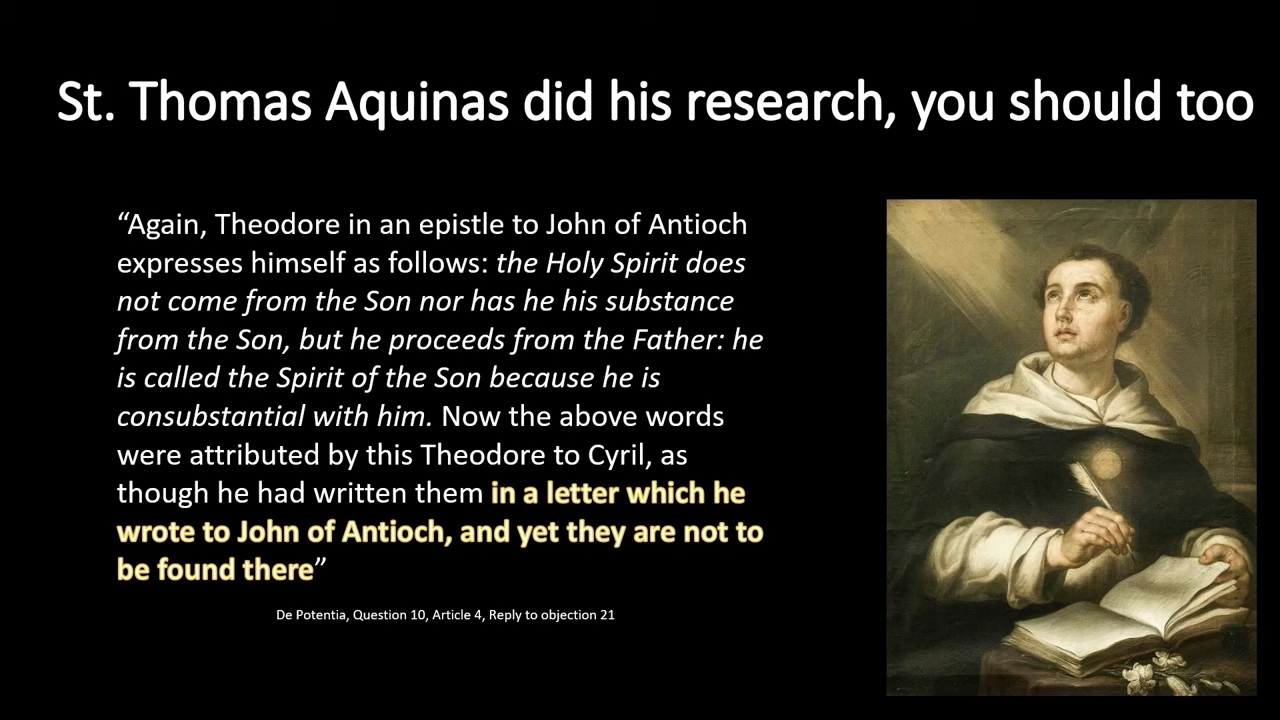 St. Thomas Aquinas did his research, you should too
“Again, Theodore in an epistle to John of Antioch
expresses himself as follows: the Holy Spirit does
not come from the Son nor has he his substance
from the Son, but he proceeds from the Father: he
is called the Spirit of the Son because he is
consubstantial with him. Now the above words
were attributed by this Theodore to Cyril, as
though he had written them in a letter which he
wrote to John of Antioch, and yet they are not to
be found there”
De Potentia, Question 10, Article 4, Reply to objection 21